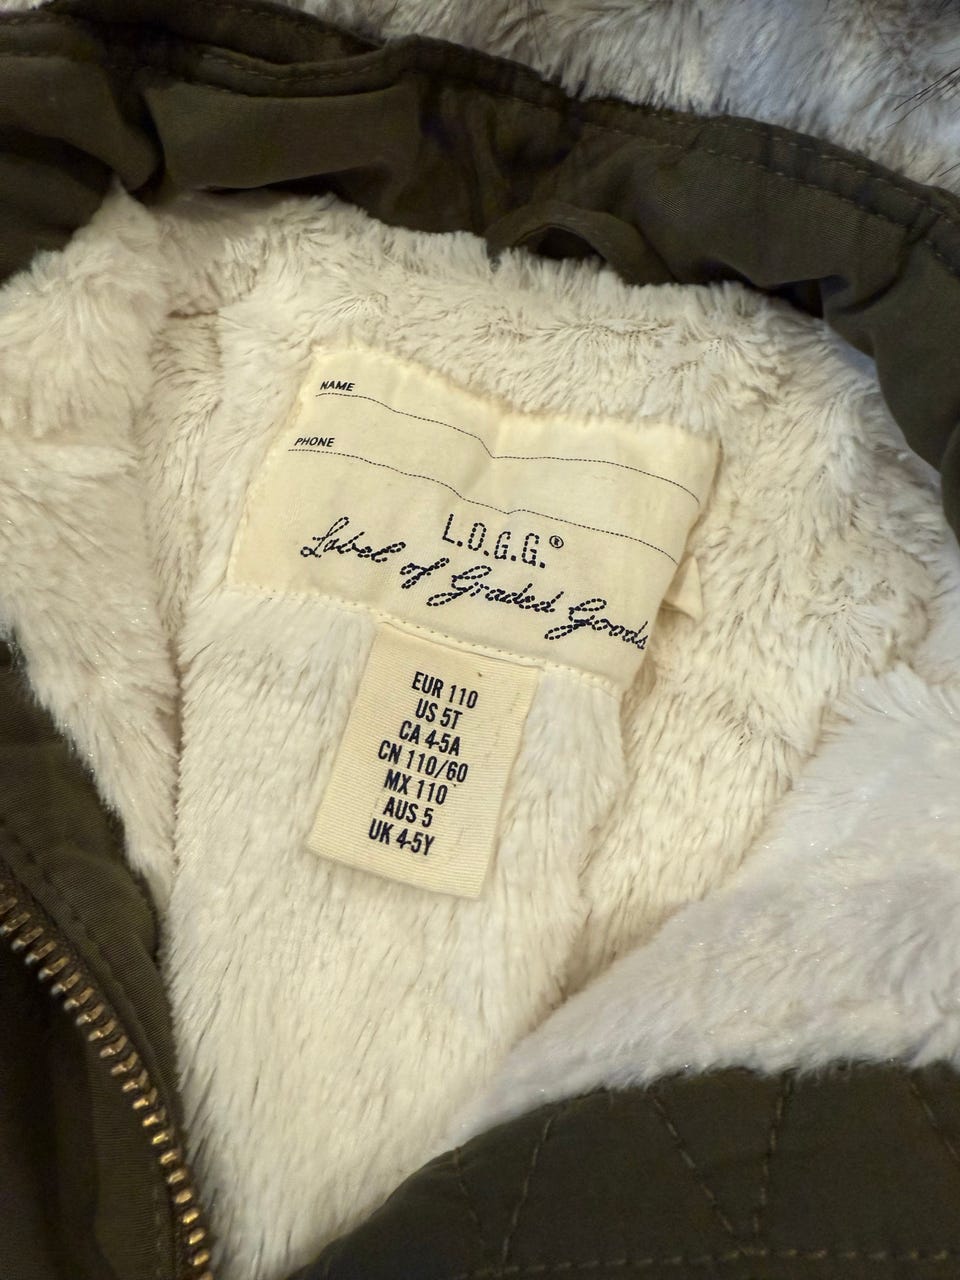 NAME
PHONE
L.O.G.G.®
Label of Graded Goods
EUR 110
US 5T
CA 4-5A
CN 110/60
MX 110
AUS 5
UK 4-5Y